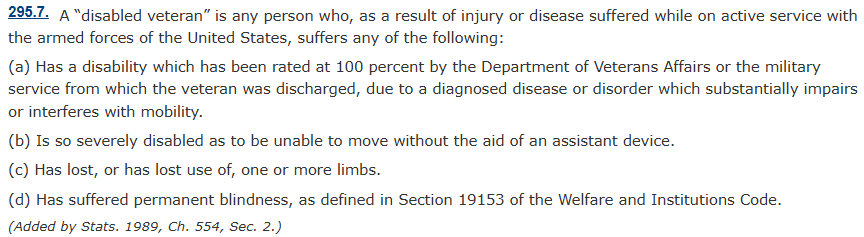 295.7. A “disabled veteran” is any person who, as a result of injury or disease suffered while on active service with
the armed forces of the United States, suffers any of the following:
(a) Has a disability which has been rated at 100 percent by the Department of Veterans Affairs or the military
service from which the veteran was discharged, due to a diagnosed disease or disorder which substantially impairs
or interferes with mobility.
(b) Is so severely disabled as to be unable to move without the aid of an assistant device.
(c) Has lost, or has lost use of, one or more limbs.
(d) Has suffered permanent blindness, as defined in Section 19153 of the Welfare and Institutions Code.
(Added by Stats. 1989, Ch. 554, Sec. 2.)